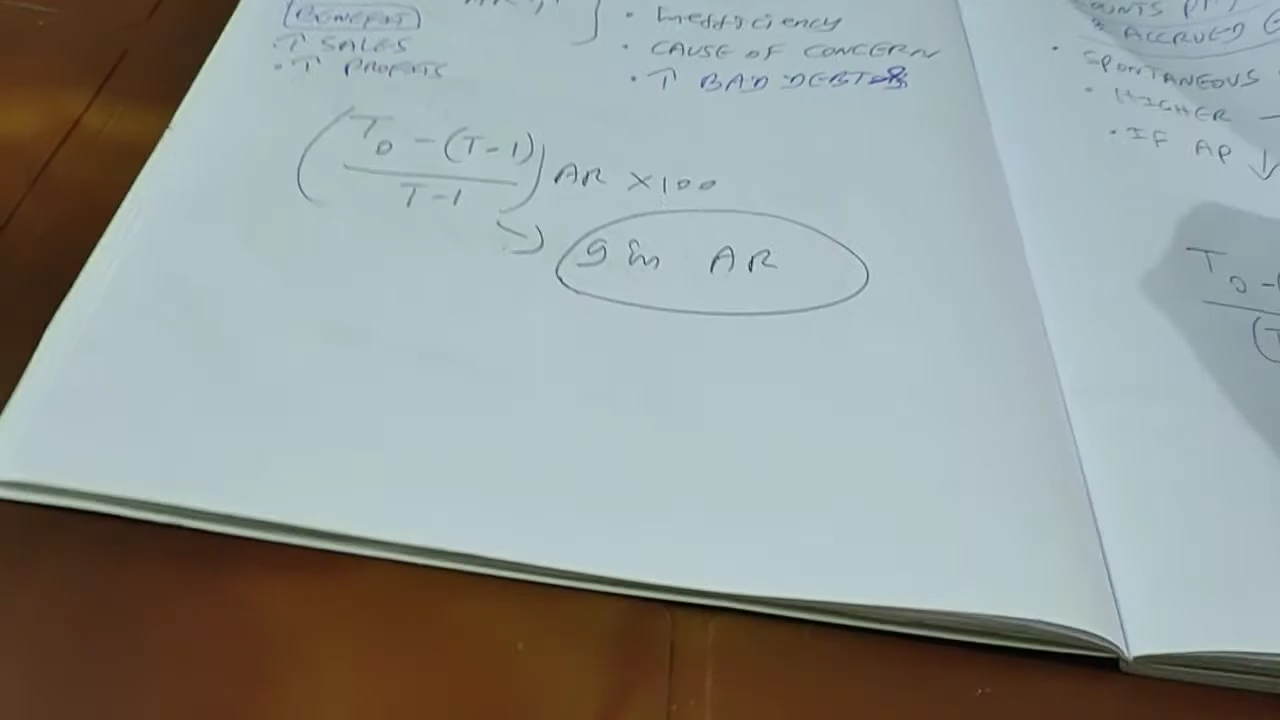 BENEFIT
↑ SALES
• ↑ PROFITS
• Inefficiency
• CAUSE OF CONCERN
• ↑ BAD DEBTS
(T0 - (T-1) / T-1) AR ×100
↳ g in AR
& ACCRUED
• SPONTANEOUS
• HIGHER →
• IF AP ↓
T0 -